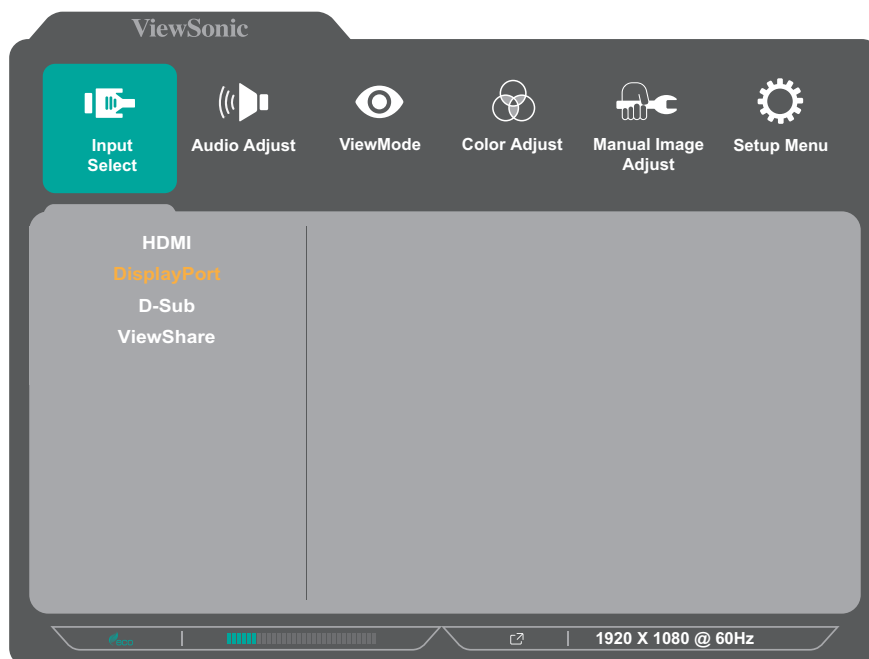 ViewSonic
Input
Select
Audio Adjust
ViewMode
Color Adjust
Manual Image
Adjust
Setup Menu
HDMI
DisplayPort
D-Sub
ViewShare
eco
1920 X 1080 @ 60Hz